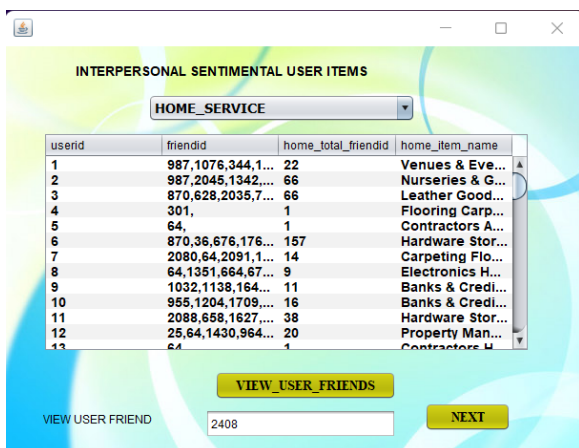 INTERPERSONAL SENTIMENTAL USER ITEMS
HOME_SERVICE
userid friendid home_total_friendid home_item_name
1 987,1076,344,1... 22 Venues & Eve...
2 987,2045,1342,... 66 Nurseries & G...
3 870,628,2035,7... 66 Leather Good...
4 301, 1 Flooring Carp...
5 64, 1 Contractors A...
6 870,36,676,176... 157 Hardware Stor...
7 2080,64,2091,1... 14 Carpeting Flo...
8 64,1351,664,67... 9 Electronics H...
9 1032,1138,164... 11 Banks & Credi...
10 955,1204,1709,... 16 Banks & Credi...
11 2088,658,1627,... 38 Hardware Stor...
12 25,64,1430,964... 20 Property Man...
13 64 1 Contractors H
VIEW_USER_FRIENDS
VIEW USER FRIEND 2408 NEXT